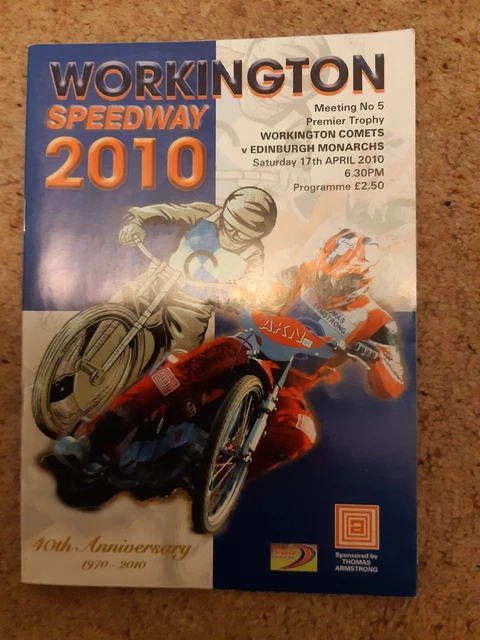 WORKINGTON
SPEEDWAY
2010
Meeting No 5
Premier Trophy
WORKINGTON COMETS
v EDINBURGH MONARCHS
Saturday 17th APRIL 2010
6.30PM
Programme £2.50
THOMAS
ARMSTRONG
AKN
40th Anniversary
1970 - 2010
a
Sponsored by
THOMAS
ARMSTRONG